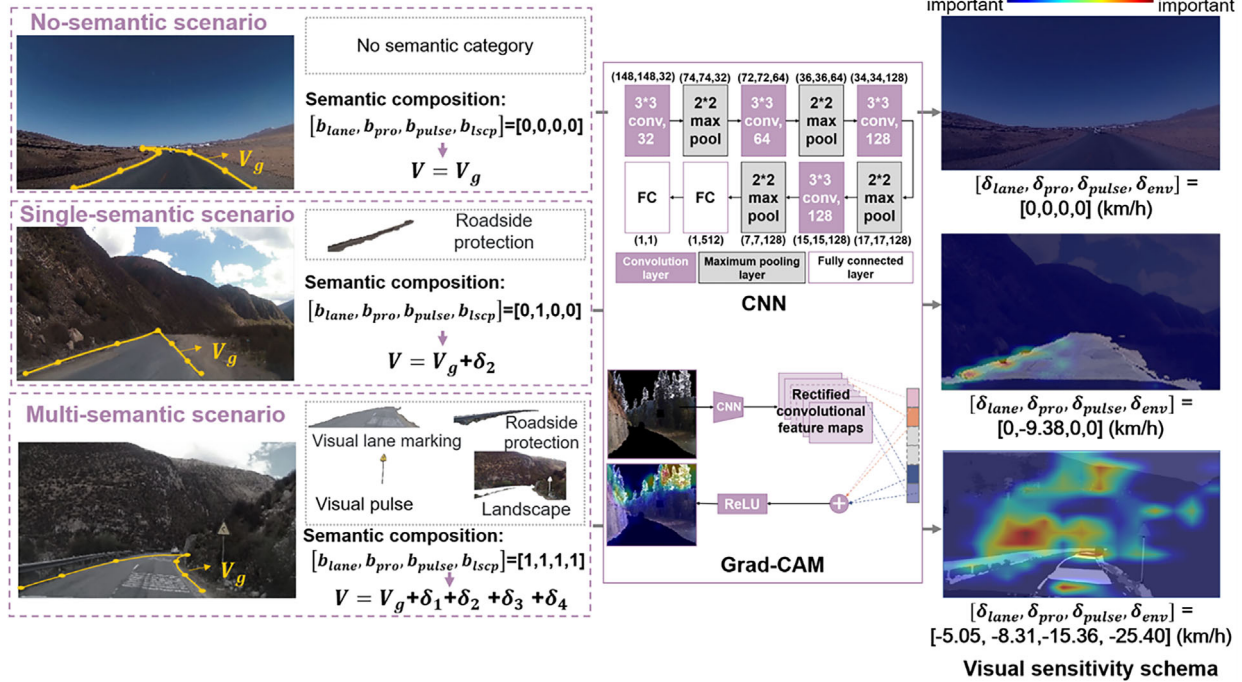 No-semantic scenario
No semantic category
Semantic composition:
[b_lane, b_pro, b_pulse, b_lscp]=[0,0,0,0]
V = V_g
V_g
Single-semantic scenario
Roadside
protection
Semantic composition:
[b_lane, b_pro, b_pulse, b_lscp]=[0,1,0,0]
V = V_g+δ_2
V_g
Multi-semantic scenario
Visual lane marking
Roadside
protection
Visual pulse
Landscape
Semantic composition:
[b_lane, b_pro, b_pulse, b_lscp]=[1,1,1,1]
V = V_g+δ_1+δ_2 +δ_3 +δ_4
V_g
(148,148,32) (74,74,32) (72,72,64) (36,36,64) (34,34,128)
3*3
conv,
32
2*2
max
pool
3*3
conv,
64
2*2
max
pool
3*3
conv,
128
FC
FC
2*2
max
pool
3*3
conv,
128
2*2
max
pool
(1,1) (1,512) (7,7,128) (15,15,128) (17,17,128)
Convolution
layer
Maximum pooling
layer
Fully connected
layer
CNN
CNN
Rectified
convolutional
feature maps
ReLU
+
Grad-CAM
important
important
[δ_lane, δ_pro, δ_pulse, δ_env] =
[0,0,0,0] (km/h)
[δ_lane, δ_pro, δ_pulse, δ_env] =
[0,-9.38,0,0] (km/h)
[δ_lane, δ_pro, δ_pulse, δ_env] =
[-5.05, -8.31,-15.36, -25.40] (km/h)
Visual sensitivity schema